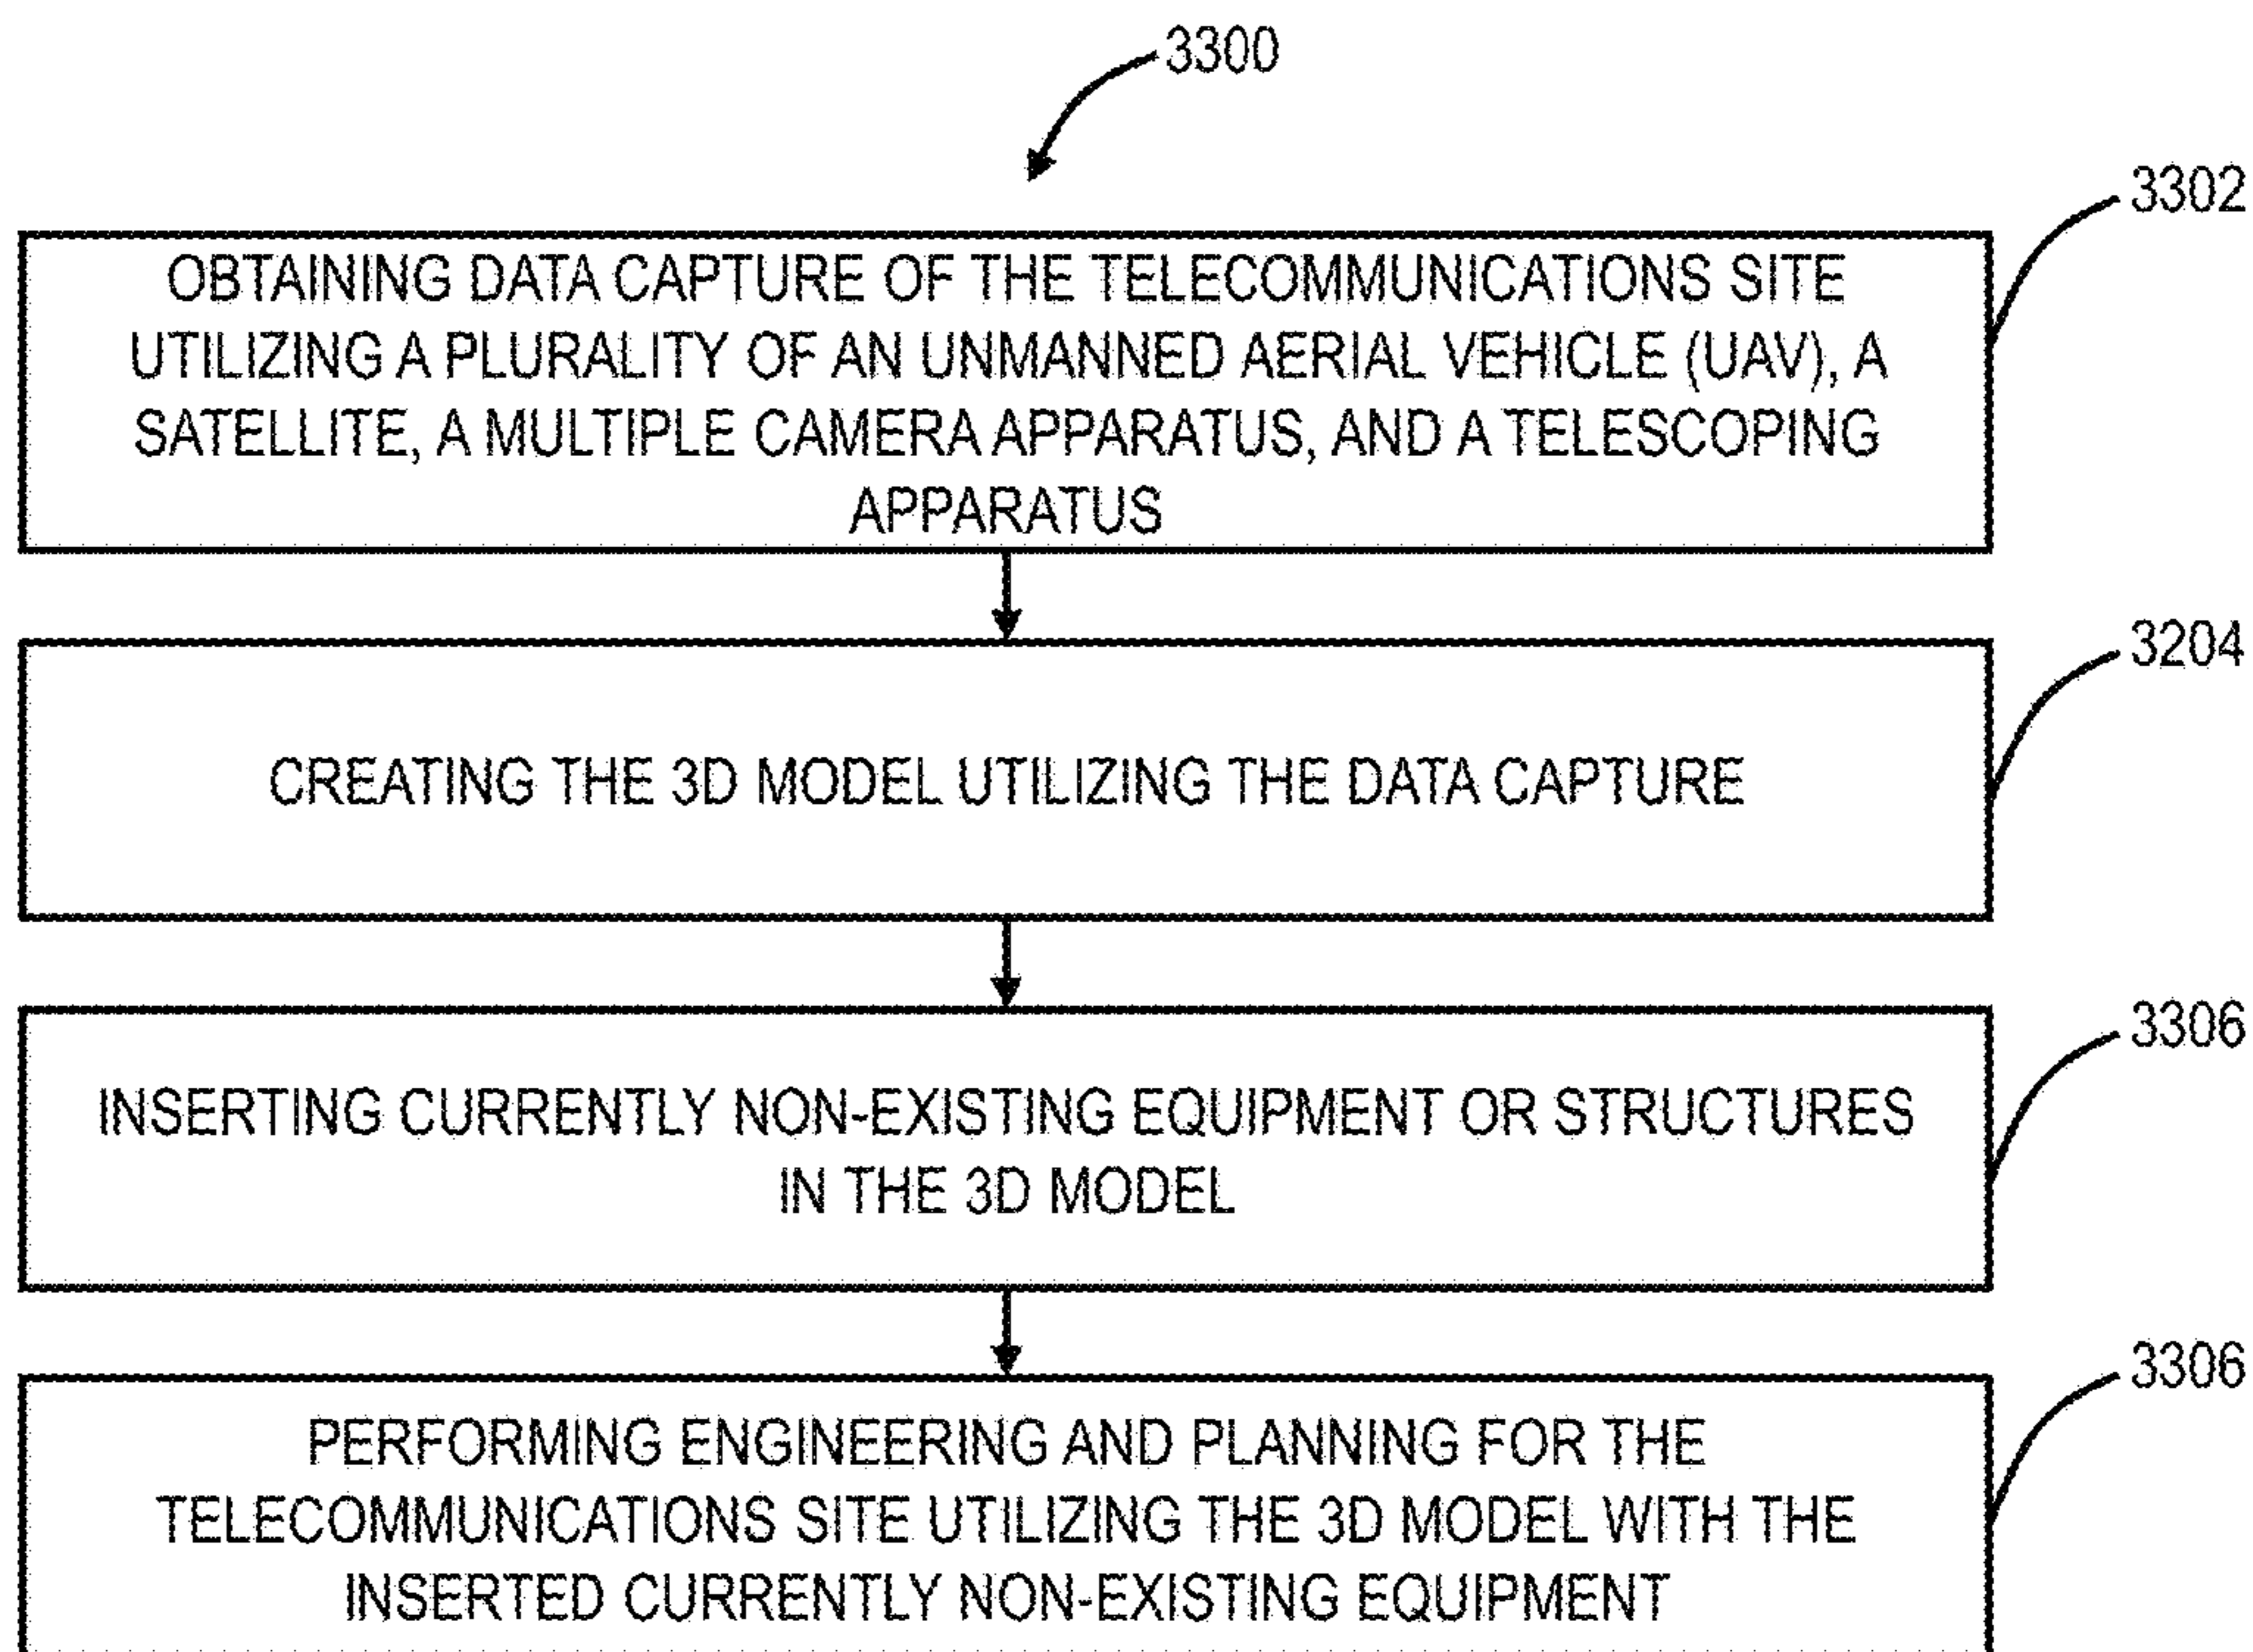 3300
3302
OBTAINING DATA CAPTURE OF THE TELECOMMUNICATIONS SITE
UTILIZING A PLURALITY OF AN UNMANNED AERIAL VEHICLE (UAV), A
SATELLITE, A MULTIPLE CAMERA APPARATUS, AND A TELESCOPING
APPARATUS
3204
CREATING THE 3D MODEL UTILIZING THE DATA CAPTURE
3306
INSERTING CURRENTLY NON-EXISTING EQUIPMENT OR STRUCTURES
IN THE 3D MODEL
3306
PERFORMING ENGINEERING AND PLANNING FOR THE
TELECOMMUNICATIONS SITE UTILIZING THE 3D MODEL WITH THE
INSERTED CURRENTLY NON-EXISTING EQUIPMENT